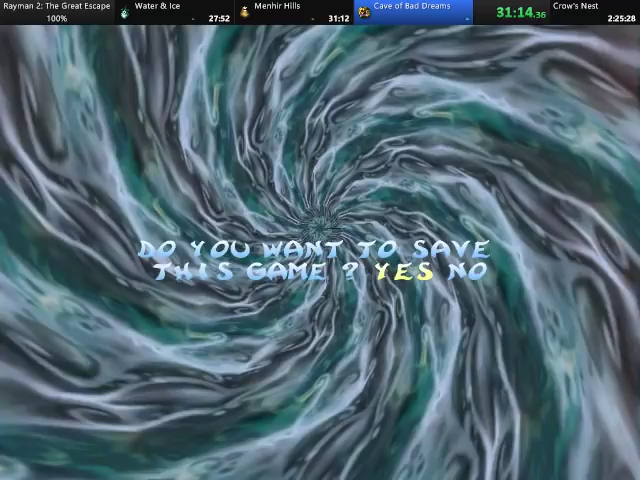 Rayman 2: The Great Escape
100%
Water & Ice
- 27:52
Menhir Hills
- 31:12
Cave of Bad Dreams
-
31:14.36
Crow's Nest
2:25:28
DO YOU WANT TO SAVE
THIS GAME ? YES NO